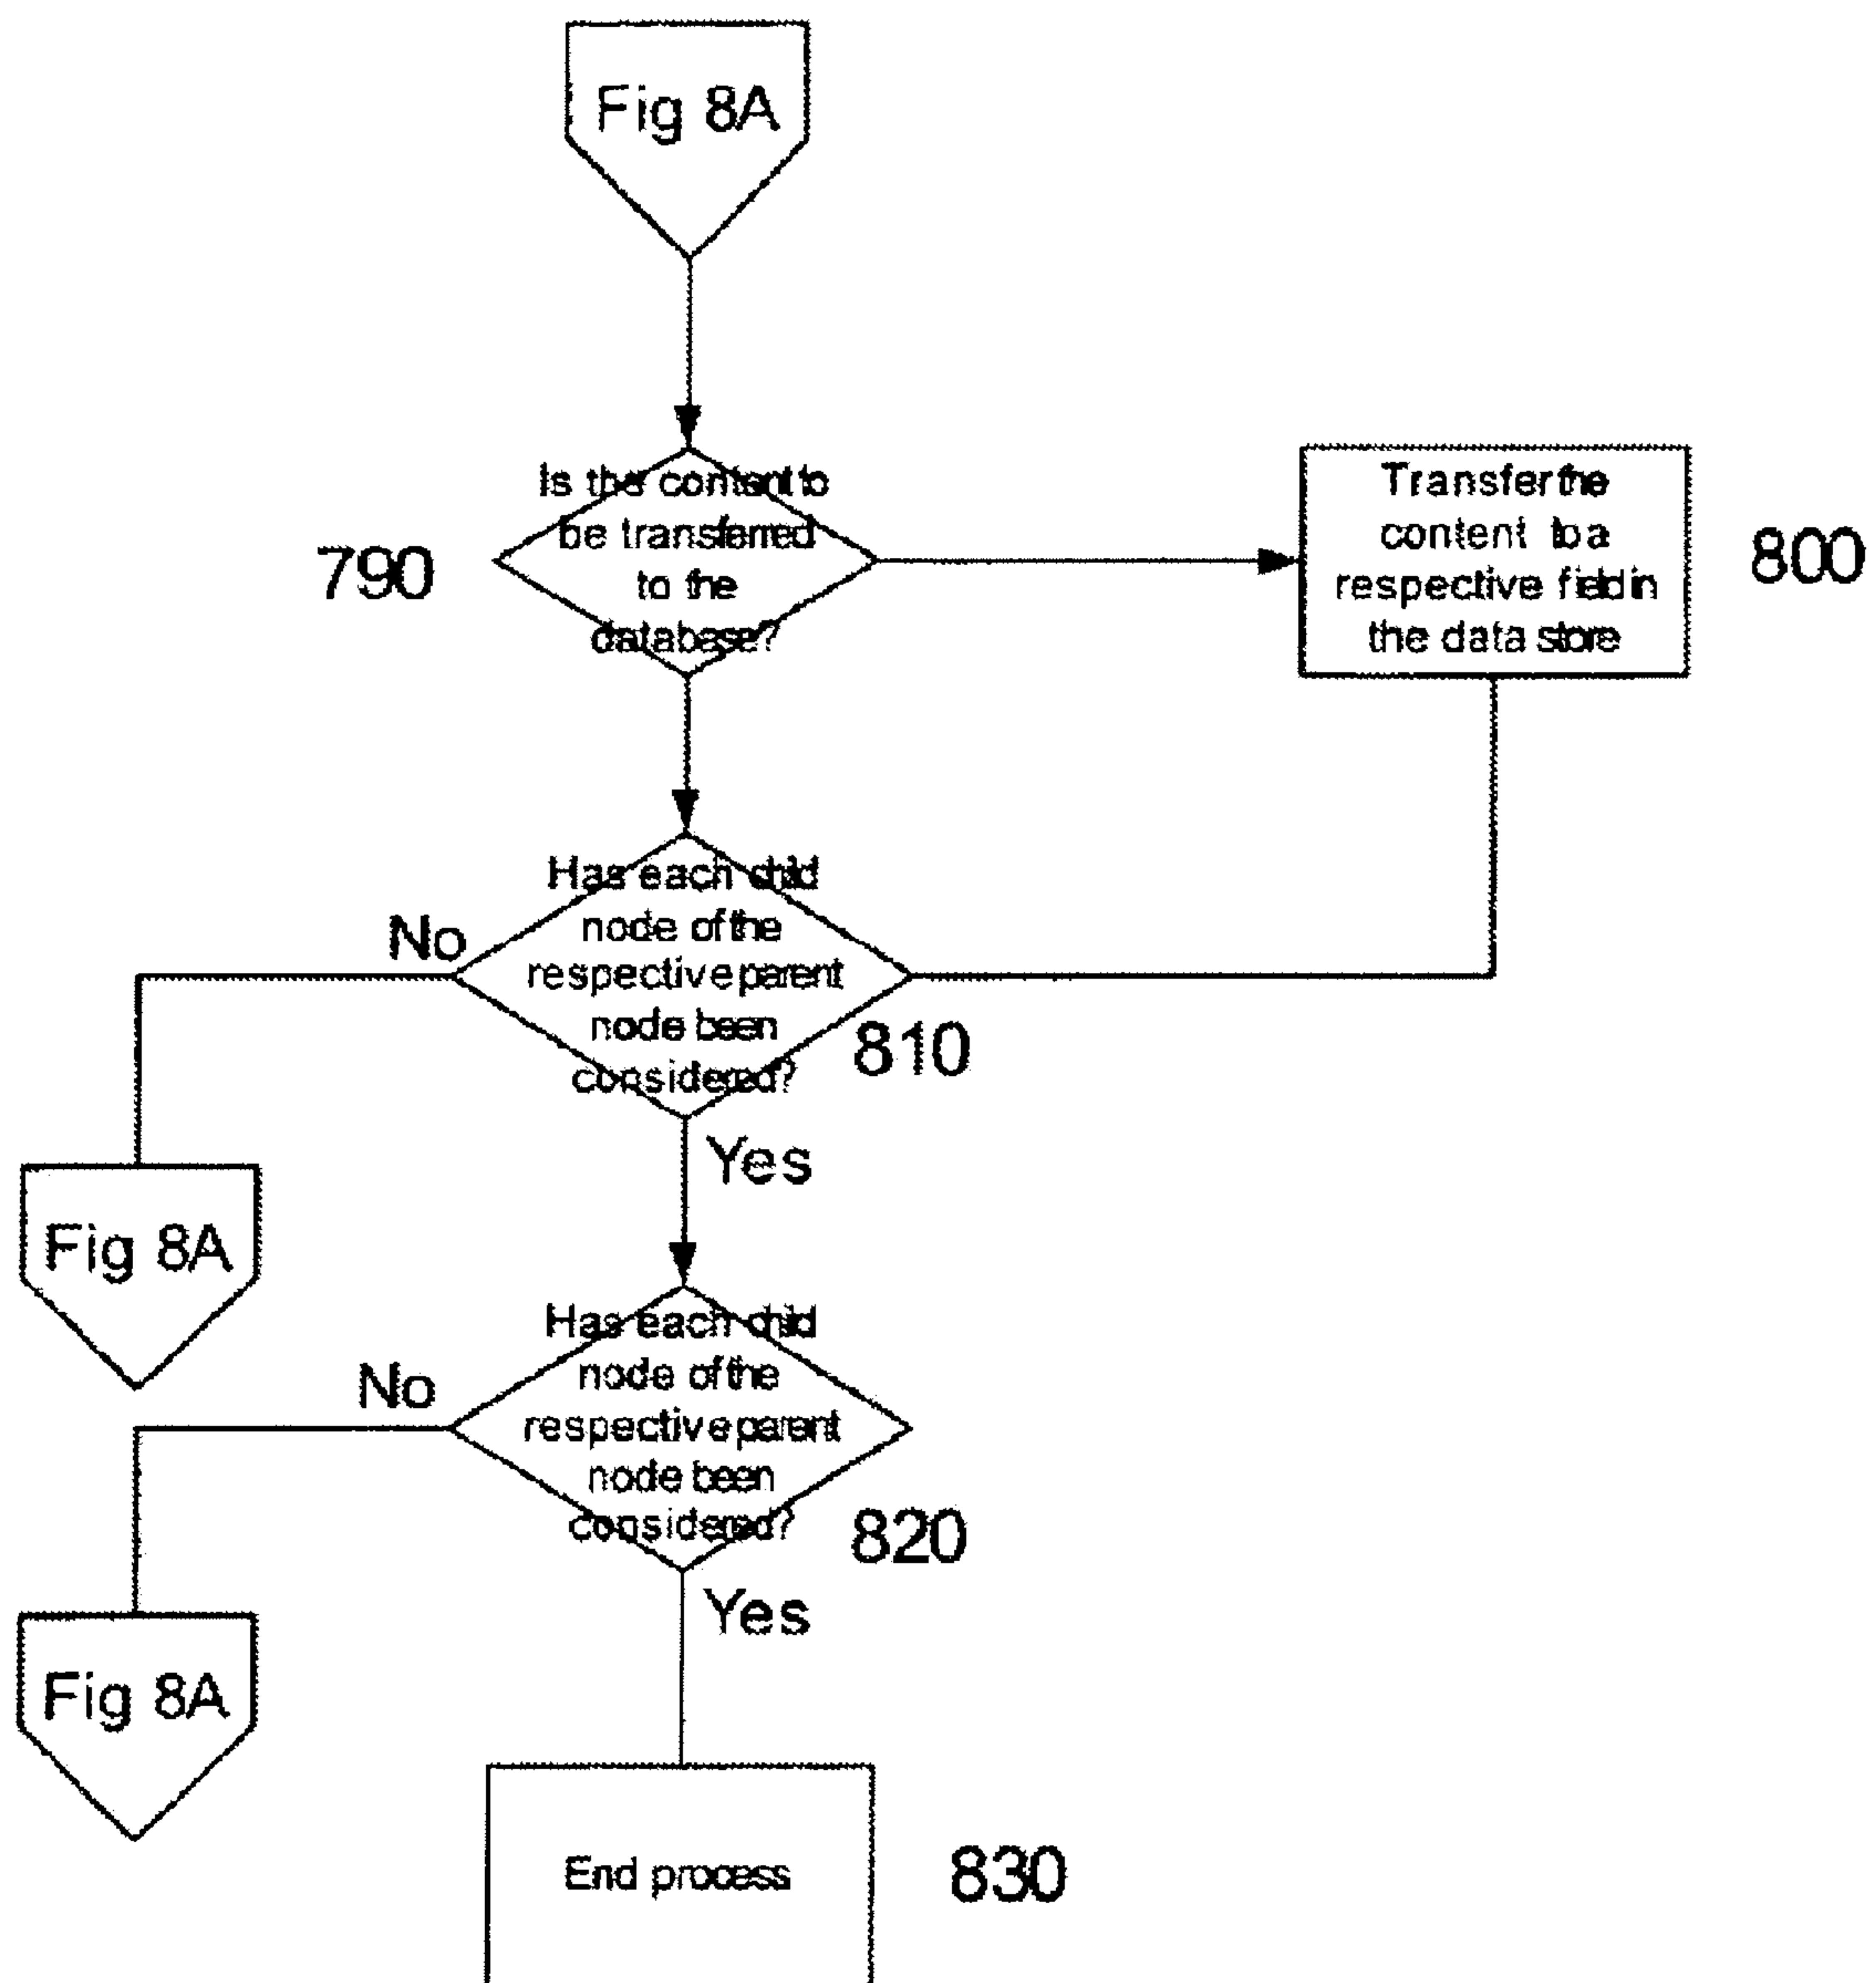 Fig 8A
Is the content to
be transferred
to the
database?
790
Transfer the
content to a
respective field in
the data store
800
Has each child
node of the
respective parent
node been
considered?
No
810
Yes
Fig 8A
Has each child
node of the
respective parent
node been
considered?
No
820
Yes
Fig 8A
End process
830